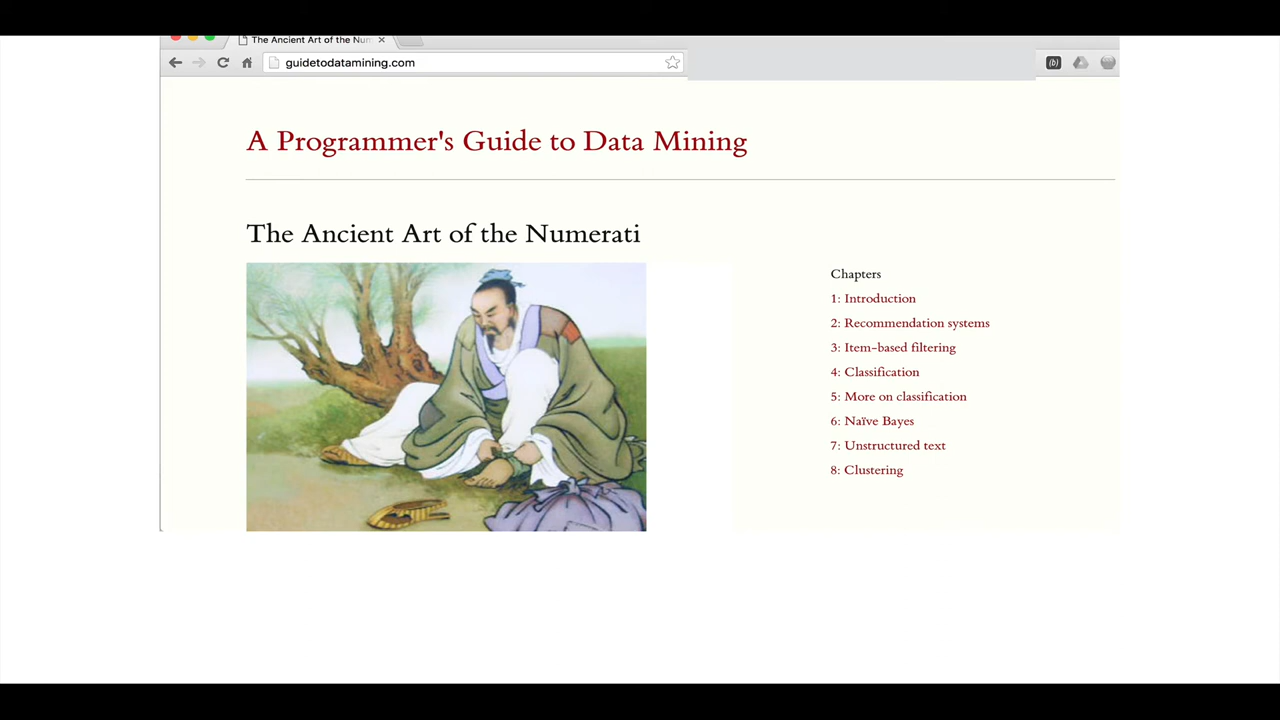 The Ancient Art of the Num
guidetodatamining.com
(b)
A Programmer's Guide to Data Mining
The Ancient Art of the Numerati
Chapters
1: Introduction
2: Recommendation systems
3: Item-based filtering
4: Classification
5: More on classification
6: Naïve Bayes
7: Unstructured text
8: Clustering